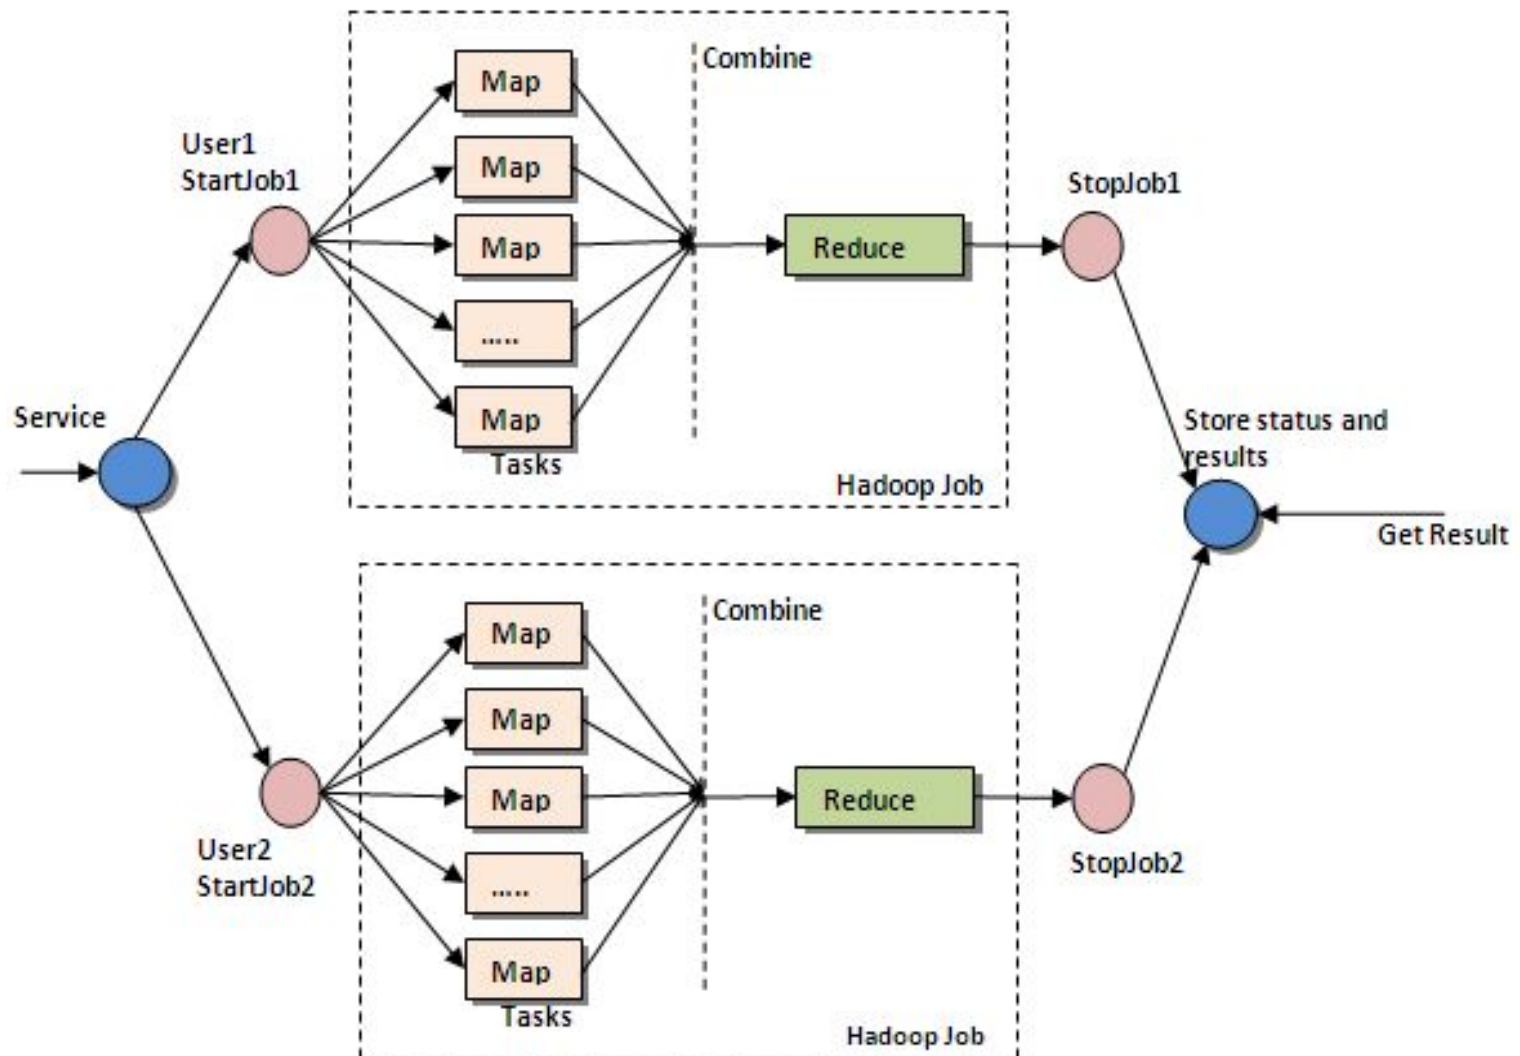 Combine
Map
User1
StartJob1
Map
StopJob1
Map
Reduce
.....
Map
Tasks
Hadoop Job
Service
Store status and
results
Get Result
Combine
Map
Map
Map
Reduce
.....
Map
Tasks
Hadoop Job
User2
StartJob2
StopJob2